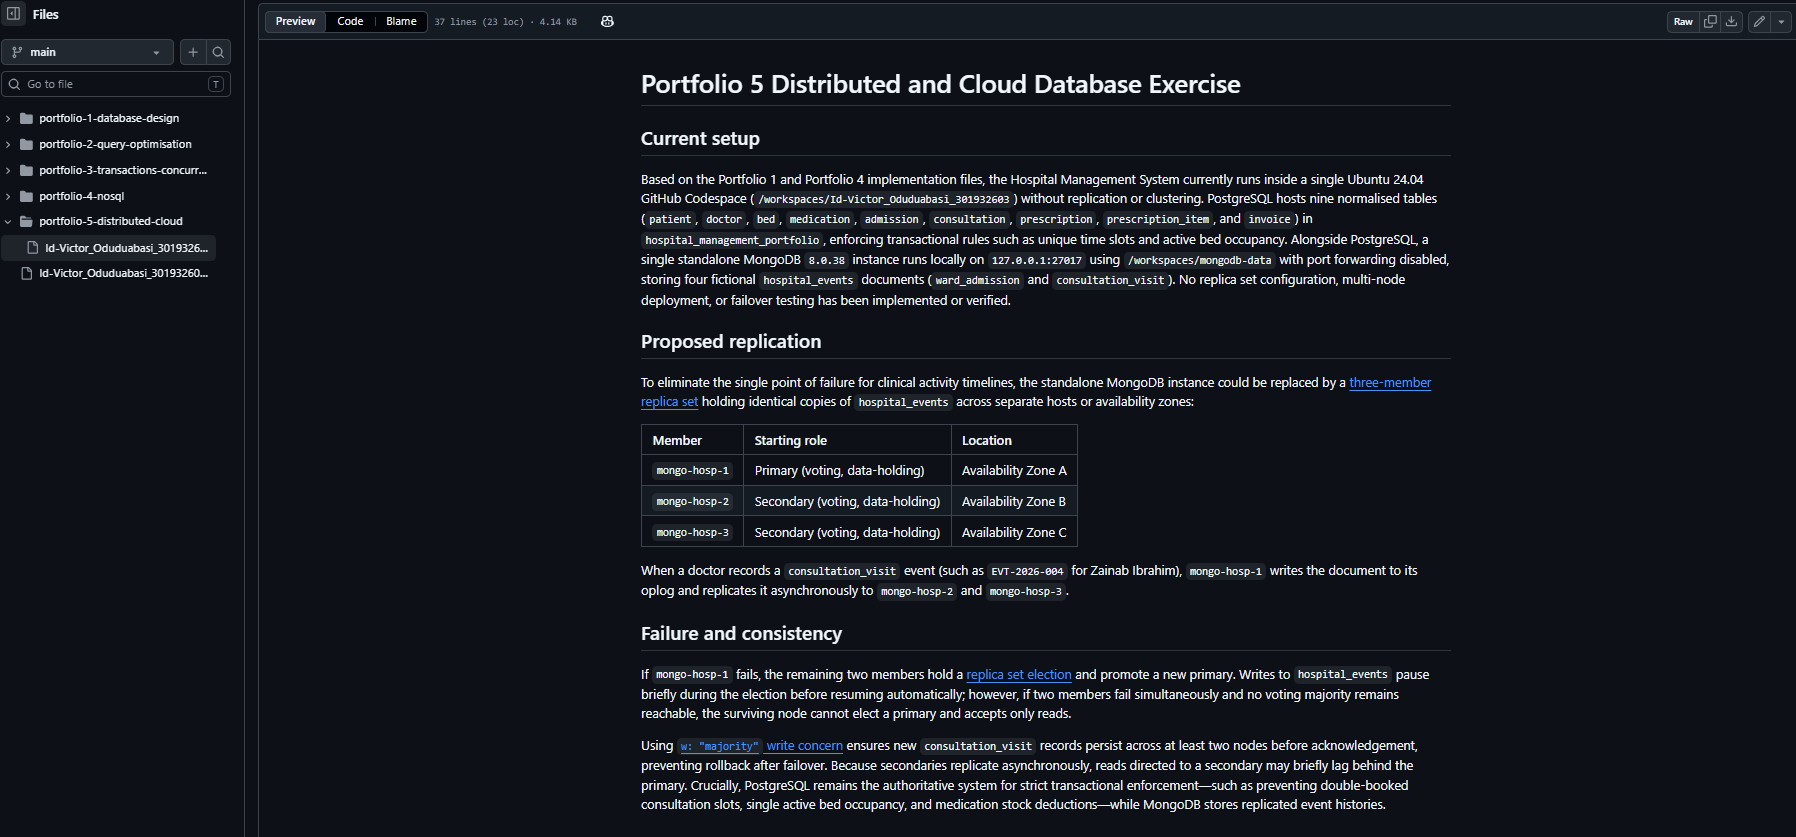 Files
main
Go to file
T
portfolio-1-database-design
portfolio-2-query-optimisation
portfolio-3-transactions-concurr...
portfolio-4-nosql
portfolio-5-distributed-cloud
Id-Victor_Oduduabasi_3019326...
Id-Victor_Oduduabasi_30193260...
Preview Code Blame 37 lines (23 loc) · 4.14 KB
Raw
Portfolio 5 Distributed and Cloud Database Exercise
Current setup
Based on the Portfolio 1 and Portfolio 4 implementation files, the Hospital Management System currently runs inside a single Ubuntu 24.04
GitHub Codespace ( /workspaces/Id-Victor_Oduduabasi_301932603 ) without replication or clustering. PostgreSQL hosts nine normalised tables
( patient , doctor , bed , medication , admission , consultation , prescription , prescription_item , and invoice ) in
hospital_management_portfolio , enforcing transactional rules such as unique time slots and active bed occupancy. Alongside PostgreSQL, a
single standalone MongoDB 8.0.38 instance runs locally on 127.0.0.1:27017 using /workspaces/mongodb-data with port forwarding disabled,
storing four fictional hospital_events documents ( ward_admission and consultation_visit ). No replica set configuration, multi-node
deployment, or failover testing has been implemented or verified.
Proposed replication
To eliminate the single point of failure for clinical activity timelines, the standalone MongoDB instance could be replaced by a three-member
replica set holding identical copies of hospital_events across separate hosts or availability zones:
Member Starting role Location
mongo-hosp-1 Primary (voting, data-holding) Availability Zone A
mongo-hosp-2 Secondary (voting, data-holding) Availability Zone B
mongo-hosp-3 Secondary (voting, data-holding) Availability Zone C
When a doctor records a consultation_visit event (such as EVT-2026-004 for Zainab Ibrahim), mongo-hosp-1 writes the document to its
oplog and replicates it asynchronously to mongo-hosp-2 and mongo-hosp-3 .
Failure and consistency
If mongo-hosp-1 fails, the remaining two members hold a replica set election and promote a new primary. Writes to hospital_events pause
briefly during the election before resuming automatically; however, if two members fail simultaneously and no voting majority remains
reachable, the surviving node cannot elect a primary and accepts only reads.
Using w: "majority" write concern ensures new consultation_visit records persist across at least two nodes before acknowledgement,
preventing rollback after failover. Because secondaries replicate asynchronously, reads directed to a secondary may briefly lag behind the
primary. Crucially, PostgreSQL remains the authoritative system for strict transactional enforcement—such as preventing double-booked
consultation slots, single active bed occupancy, and medication stock deductions—while MongoDB stores replicated event histories.